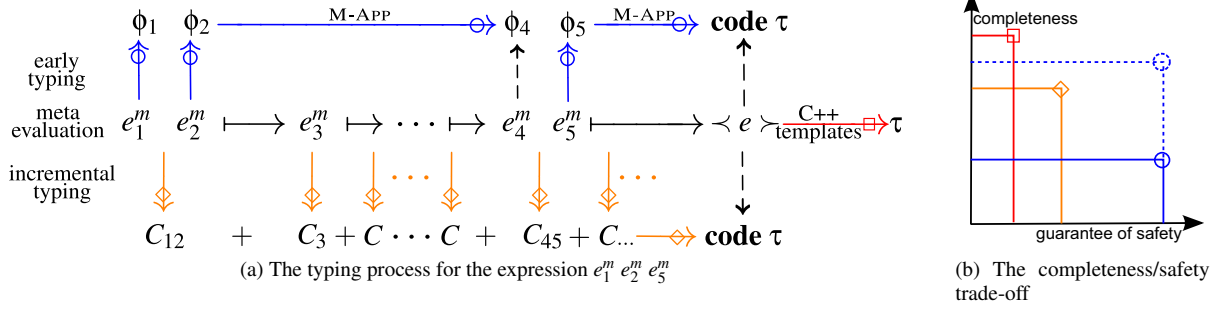 ϕ₁ ϕ₂ M-APP ϕ₄ ϕ₅ M-APP code τ
early
typing
meta
evaluation
e₁ᵐ e₂ᵐ ⟼ e₃ᵐ ⟼ ··· ⟼ e₄ᵐ e₅ᵐ ⟼ ≺ e ≻ C++ templates τ
incremental
typing
··· ···
C₁₂ + C₃ + C ··· C + C₄₅ + C... code τ
(a) The typing process for the expression e₁ᵐ e₂ᵐ e₅ᵐ
completeness
guarantee of safety
(b) The completeness/safety
trade-off